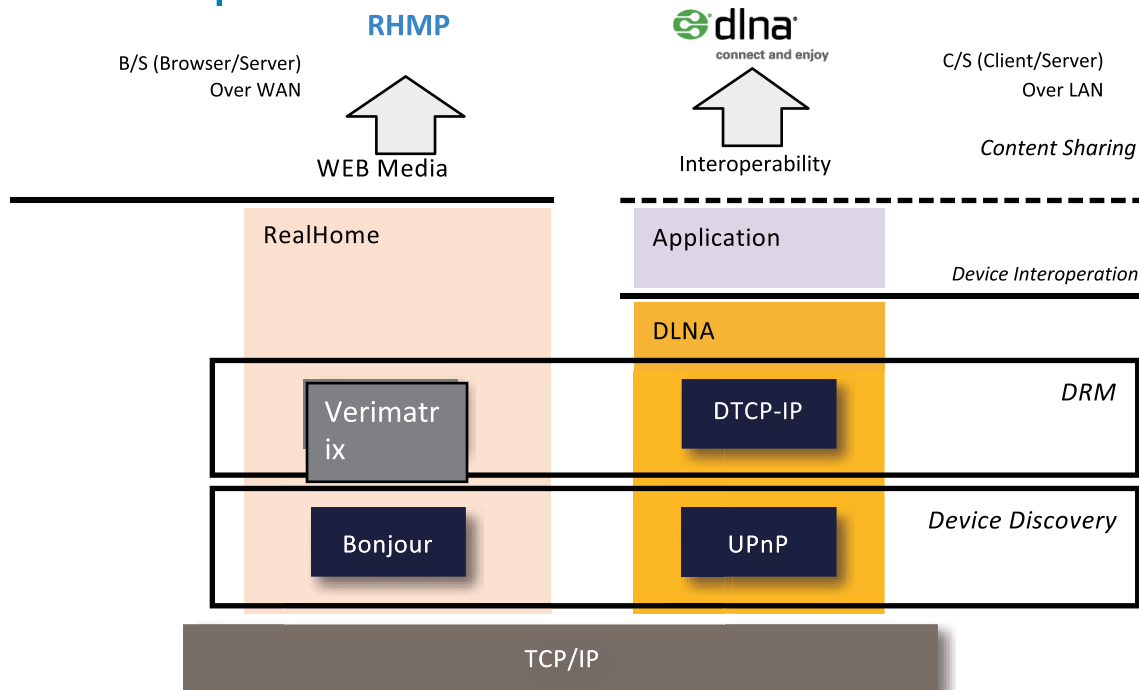 RHMP
dlna
connect and enjoy
B/S (Browser/Server)
Over WAN
C/S (Client/Server)
Over LAN
WEB Media
Interoperability
Content Sharing
RealHome
Application
Device Interoperation
DLNA
Verimatr
ix
DTCP-IP
DRM
Bonjour
UPnP
Device Discovery
TCP/IP